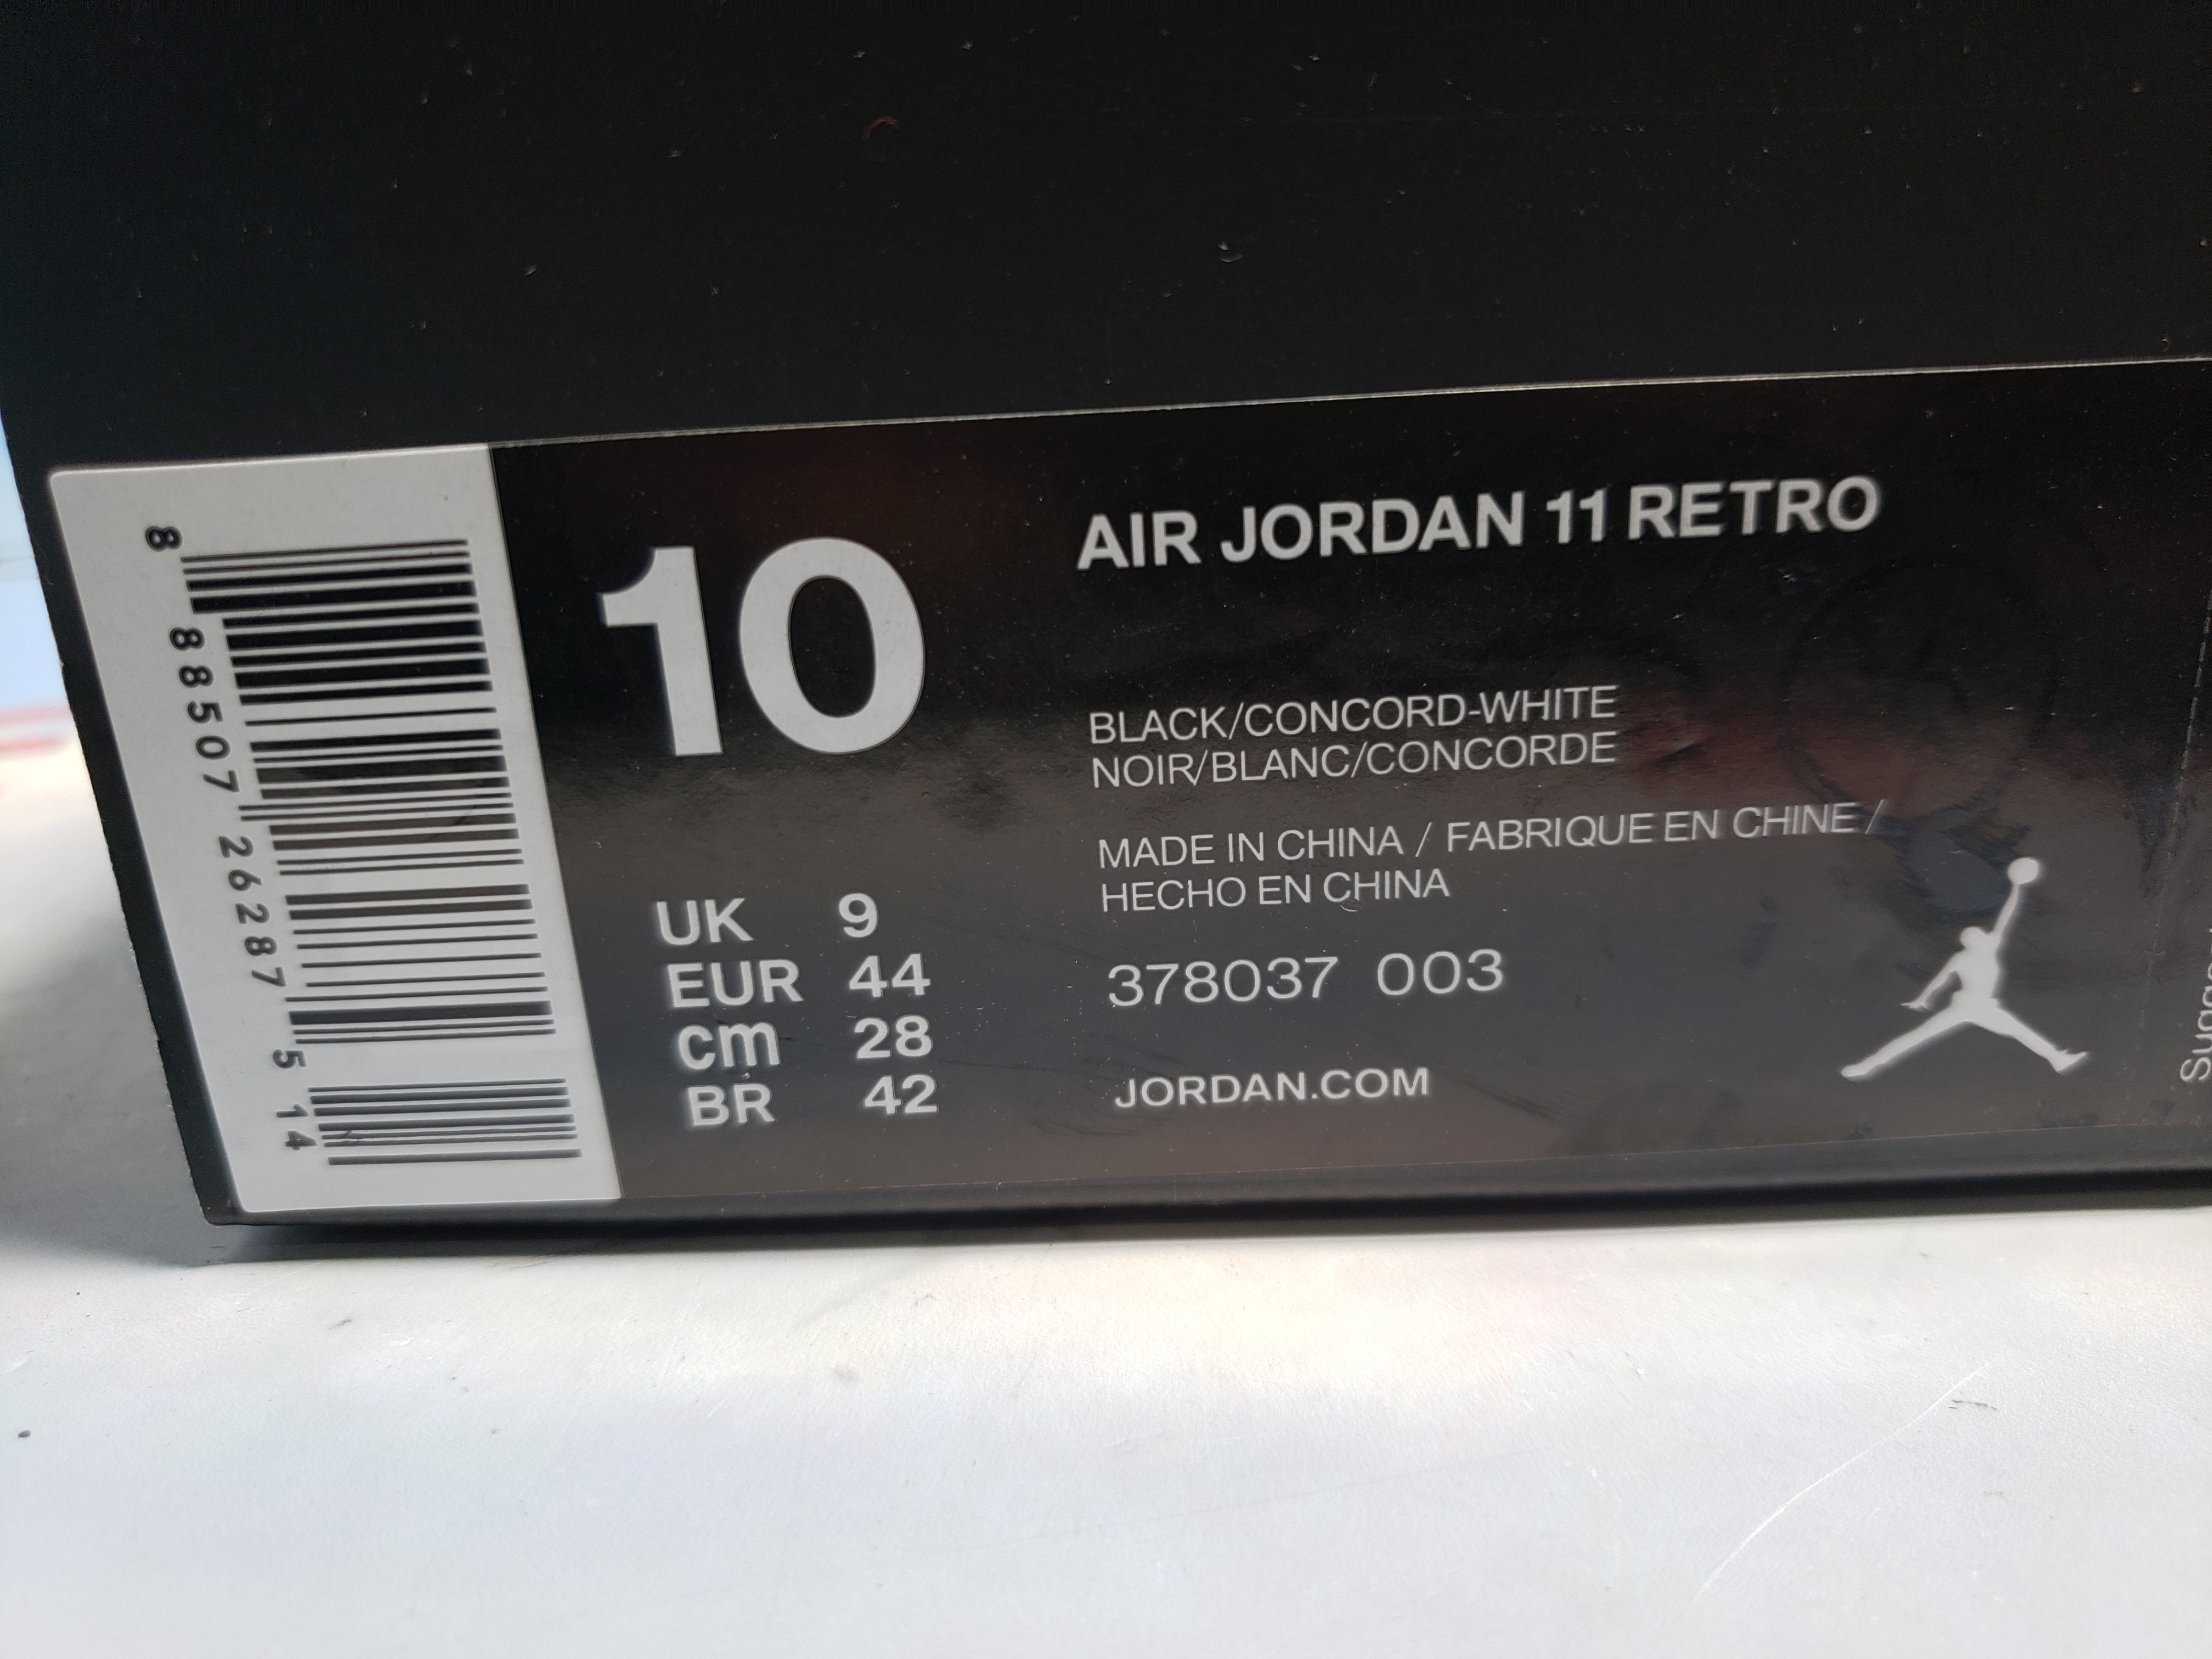 8 88507 26287 5 14
10
UK 9
EUR 44
cm 28
BR 42
AIR JORDAN 11 RETRO
BLACK/CONCORD-WHITE
NOIR/BLANC/CONCORDE
MADE IN CHINA / FABRIQUE EN CHINE /
HECHO EN CHINA
378037 003
JORDAN.COM